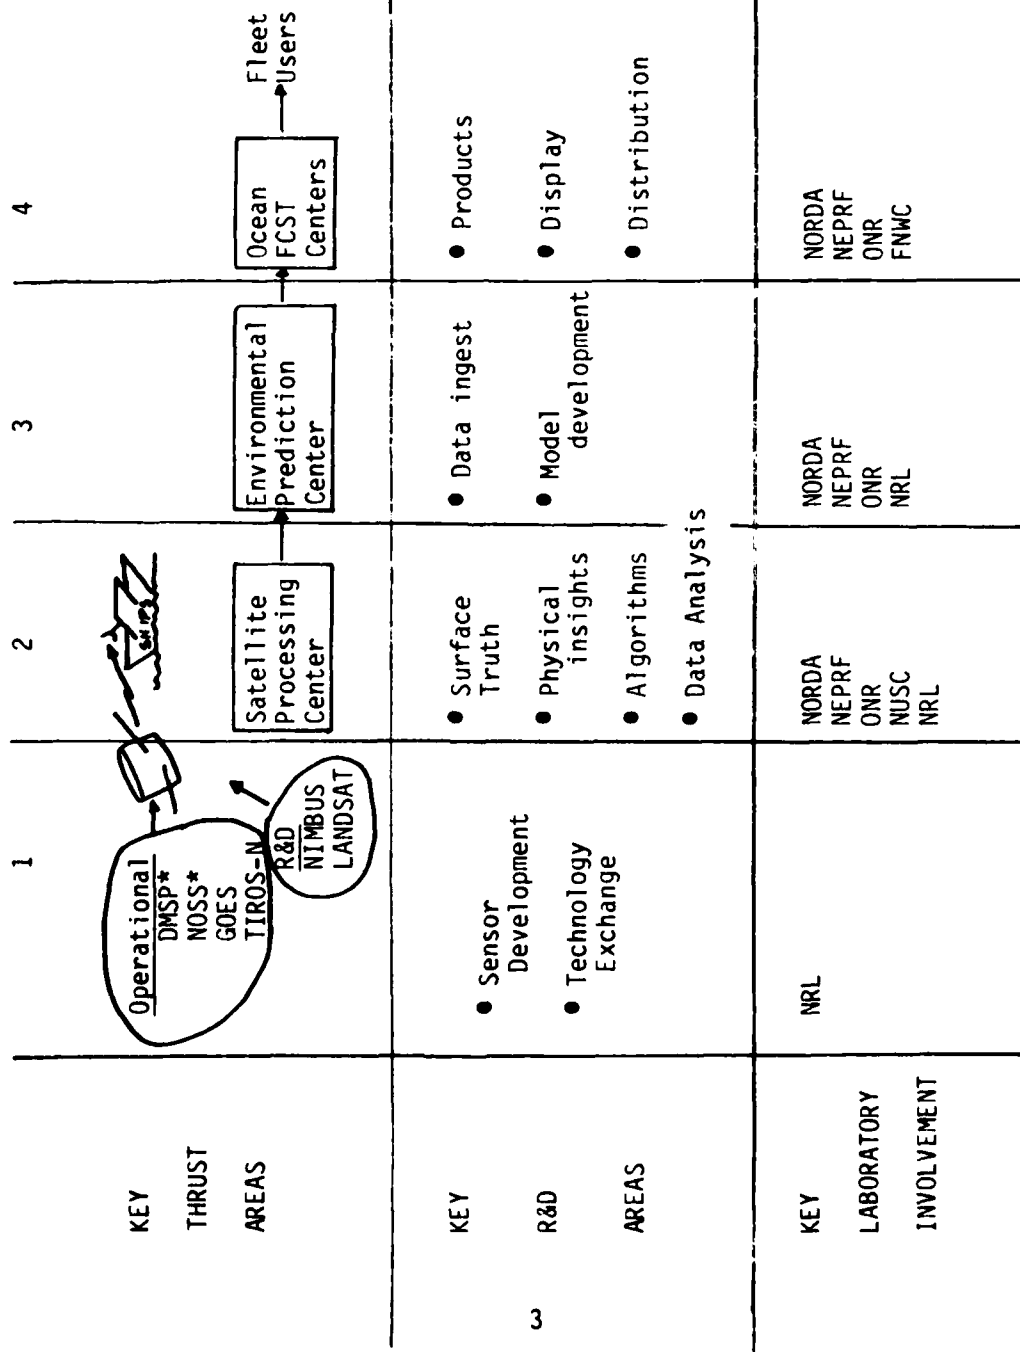 1
2
3
4
KEY
THRUST
AREAS
Operational
DMSP*
NOSS*
GOES
TIROS-N
R&D
NIMBUS
LANDSAT
SHIPS
Satellite
Processing
Center
Environmental
Prediction
Center
Ocean
FCST
Centers
Fleet
Users
KEY
R&D
AREAS
● Sensor
Development
● Technology
Exchange
● Surface
Truth
● Physical
insights
● Algorithms
● Data Analysis
● Data ingest
● Model
development
● Products
● Display
● Distribution
KEY
LABORATORY
INVOLVEMENT
NRL
NORDA
NEPRF
ONR
NUSC
NRL
NORDA
NEPRF
ONR
NRL
NORDA
NEPRF
ONR
FNWC
3